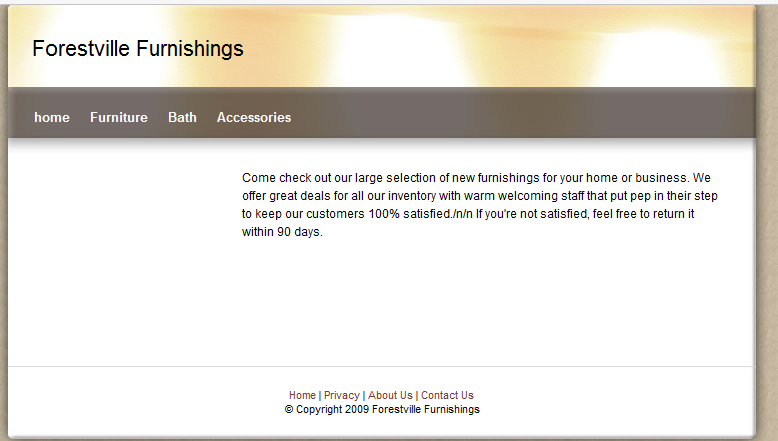 Forestville Furnishings
home Furniture Bath Accessories
Come check out our large selection of new furnishings for your home or business. We
offer great deals for all our inventory with warm welcoming staff that put pep in their step
to keep our customers 100% satisfied./n/n If you're not satisfied, feel free to return it
within 90 days.
Home | Privacy | About Us | Contact Us
© Copyright 2009 Forestville Furnishings